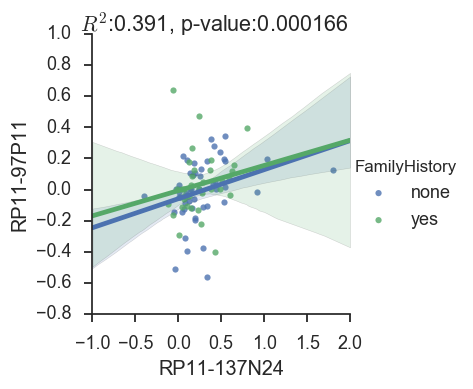 R²:0.391, p-value:0.000166
1.0
0.8
0.6
0.4
0.2
0.0
−0.2
−0.4
−0.6
−0.8
RP11-97P11
−1.0 −0.5 0.0 0.5 1.0 1.5 2.0
RP11-137N24
FamilyHistory
none
yes